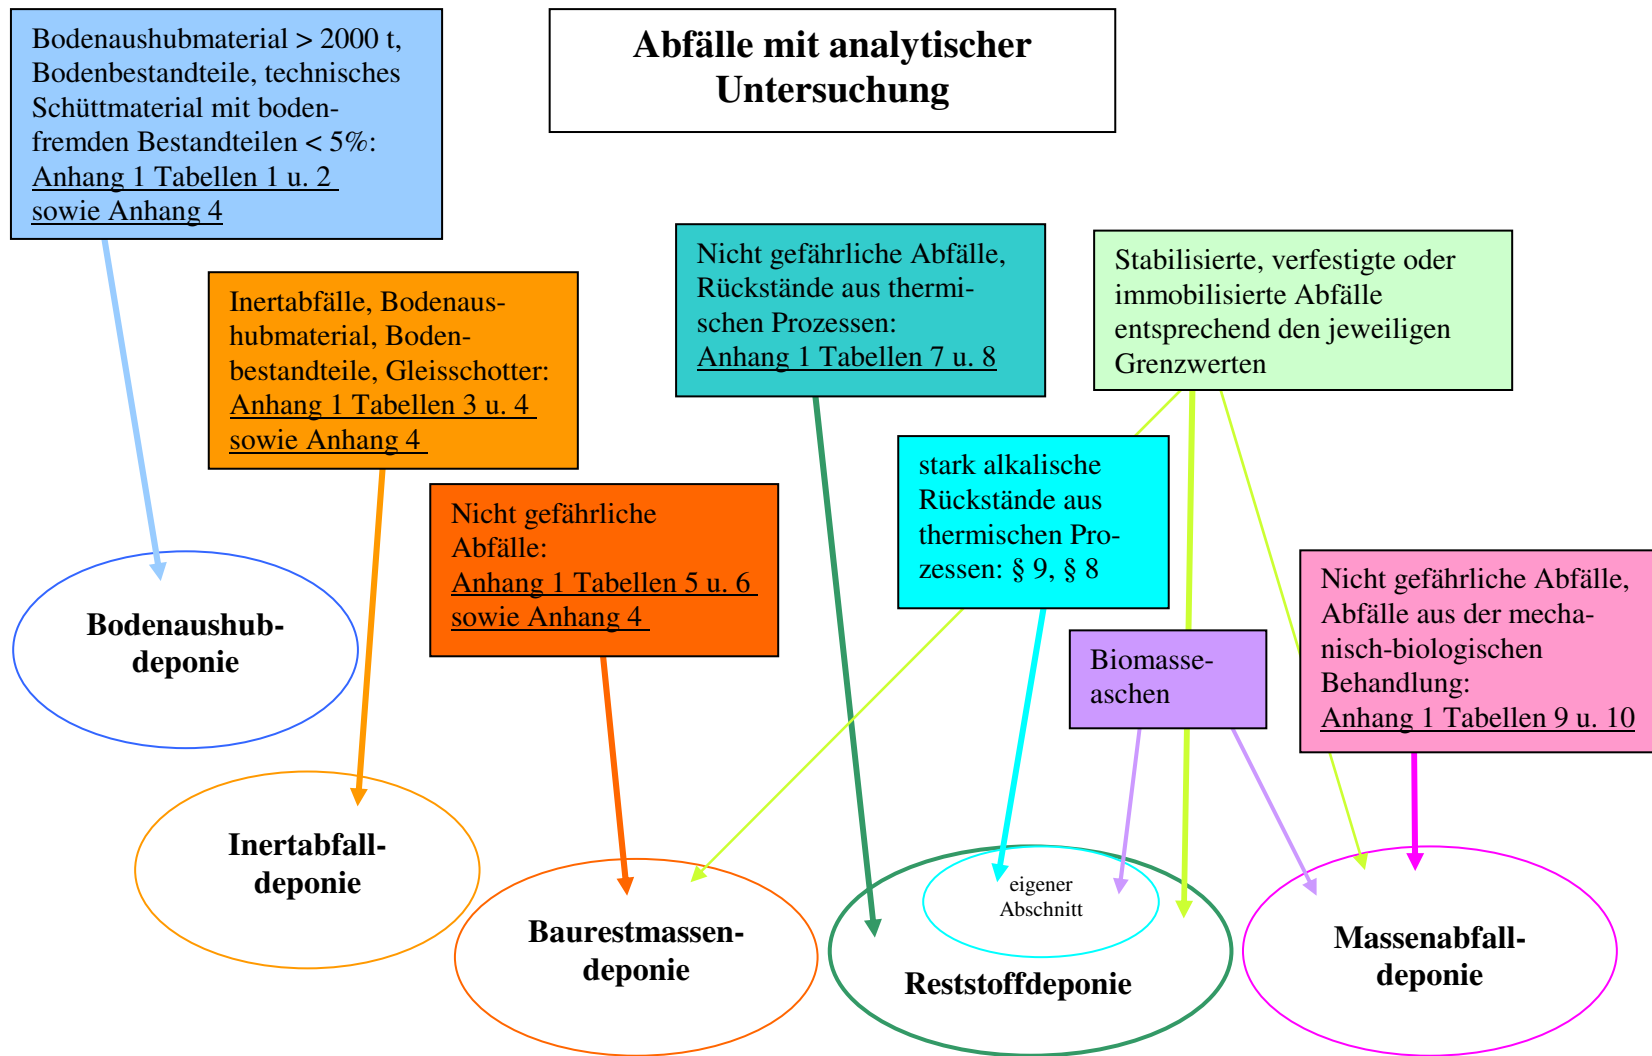 Abfälle mit analytischer
Untersuchung
Bodenaushubmaterial > 2000 t,
Bodenbestandteile, technisches
Schüttmaterial mit boden-
fremden Bestandteilen < 5%:
Anhang 1 Tabellen 1 u. 2
sowie Anhang 4
Inertabfälle, Bodenaus-
hubmaterial, Boden-
bestandteile, Gleisschotter:
Anhang 1 Tabellen 3 u. 4
sowie Anhang 4
Nicht gefährliche
Abfälle:
Anhang 1 Tabellen 5 u. 6
sowie Anhang 4
Nicht gefährliche Abfälle,
Rückstände aus thermi-
schen Prozessen:
Anhang 1 Tabellen 7 u. 8
stark alkalische
Rückstände aus
thermischen Pro-
zessen: § 9, § 8
Stabilisierte, verfestigte oder
immobilisierte Abfälle
entsprechend den jeweiligen
Grenzwerten
Biomasse-
aschen
Nicht gefährliche Abfälle,
Abfälle aus der mecha-
nisch-biologischen
Behandlung:
Anhang 1 Tabellen 9 u. 10
Bodenaushub-
deponie
Inertabfall-
deponie
Baurestmassen-
deponie
eigener
Abschnitt
Reststoffdeponie
Massenabfall-
deponie